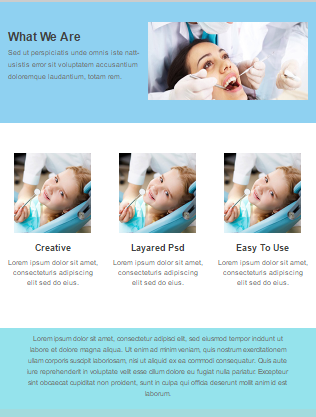 What We Are
Sed ut perspiciatis unde omnis iste natt-
usistis error sit voluptatem accusantium
doloremque laudantium, totam rem.
Creative
Lorem ipsum dolor sit amet,
consecteturis adipiscing
elit sed do eius.
Layared Psd
Lorem ipsum dolor sit amet,
consecteturis adipiscing
elit sed do eius.
Easy To Use
Lorem ipsum dolor sit amet,
consecteturis adipiscing
elit sed do eius.
Lorem ipsum dolor sit amet, consectetur adipisci elit, sed eiusmod tempor incidunt ut
labore et dolore magna aliqua. Ut enim ad minim veniam, quis nostrum exercitationem
ullam corporis suscipit laboriosam, nisi ut aliquid ex ea commodi consequatur. Quis aute
iure reprehenderit in voluptate velit esse cillum dolore eu fugiat nulla pariatur. Excepteur
sint obcaecat cupiditat non proident, sunt in culpa qui officia deserunt mollit anim id est
laborum.